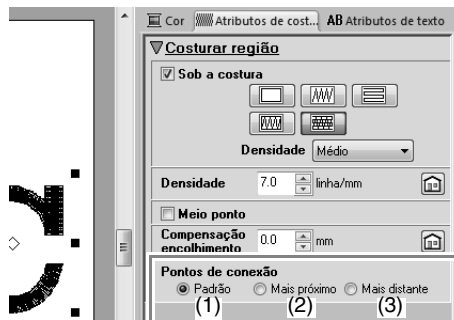 Cor Atributos de cost... AB Atributos de texto
Costurar região
Sob a costura
Densidade Médio
Densidade 7.0 linha/mm
Meio ponto
Compensação encolhimento 0.0 mm
Pontos de conexão
Padrão Mais próximo Mais distante
(1) (2) (3)